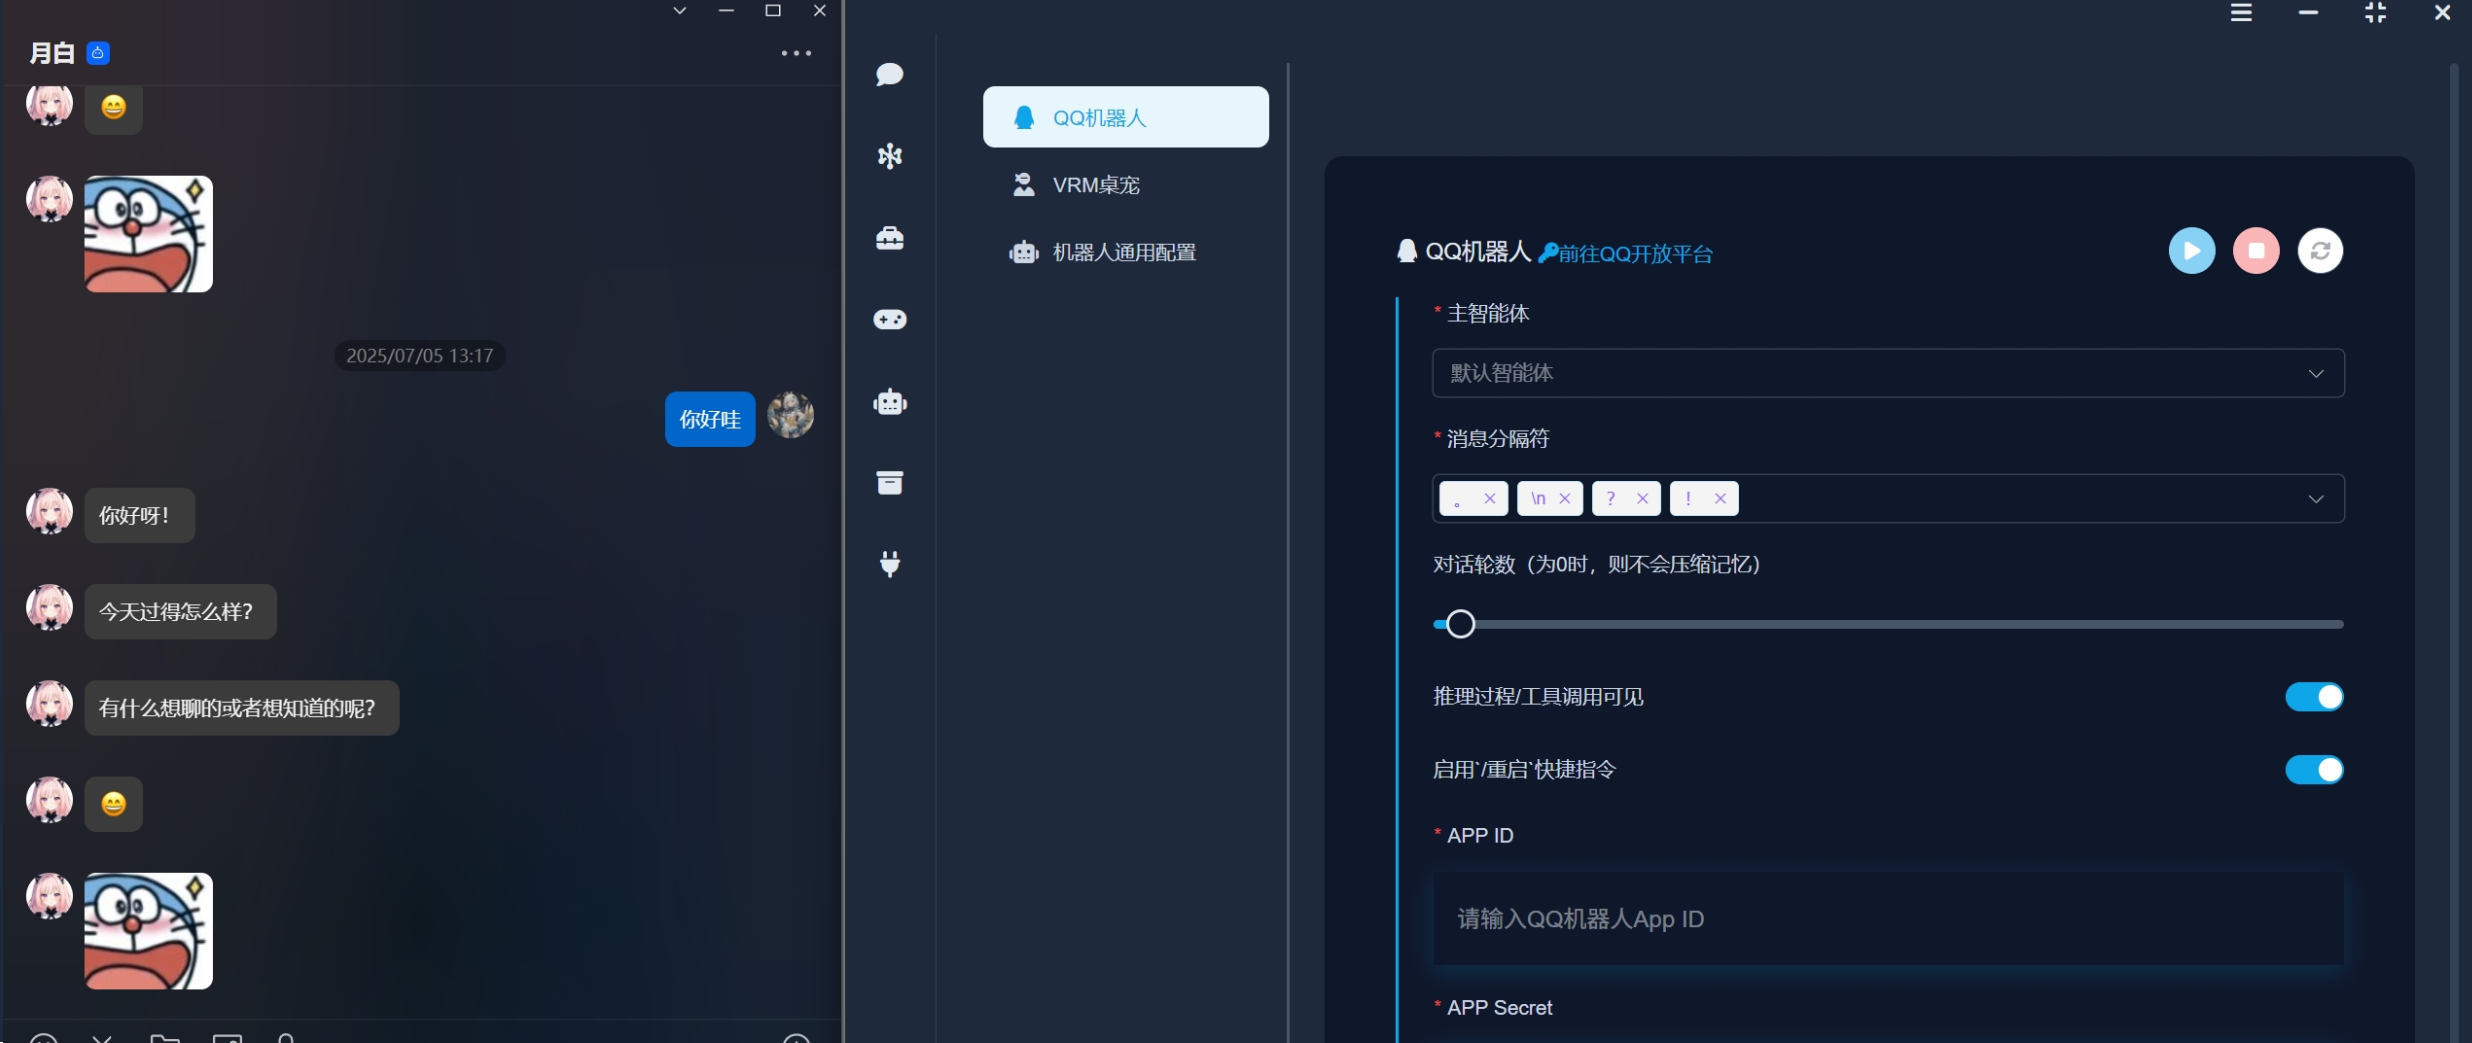 月白
2025/07/05 13:17
你好哇
你好呀!
今天过得怎么样?
有什么想聊的或者想知道的呢?
QQ机器人
VRM桌宠
机器人通用配置
QQ机器人 前往QQ开放平台
* 主智能体
默认智能体
* 消息分隔符
。 \n ? !
对话轮数（为0时，则不会压缩记忆）
推理过程/工具调用可见
启用`/重启`快捷指令
* APP ID
请输入QQ机器人App ID
* APP Secret